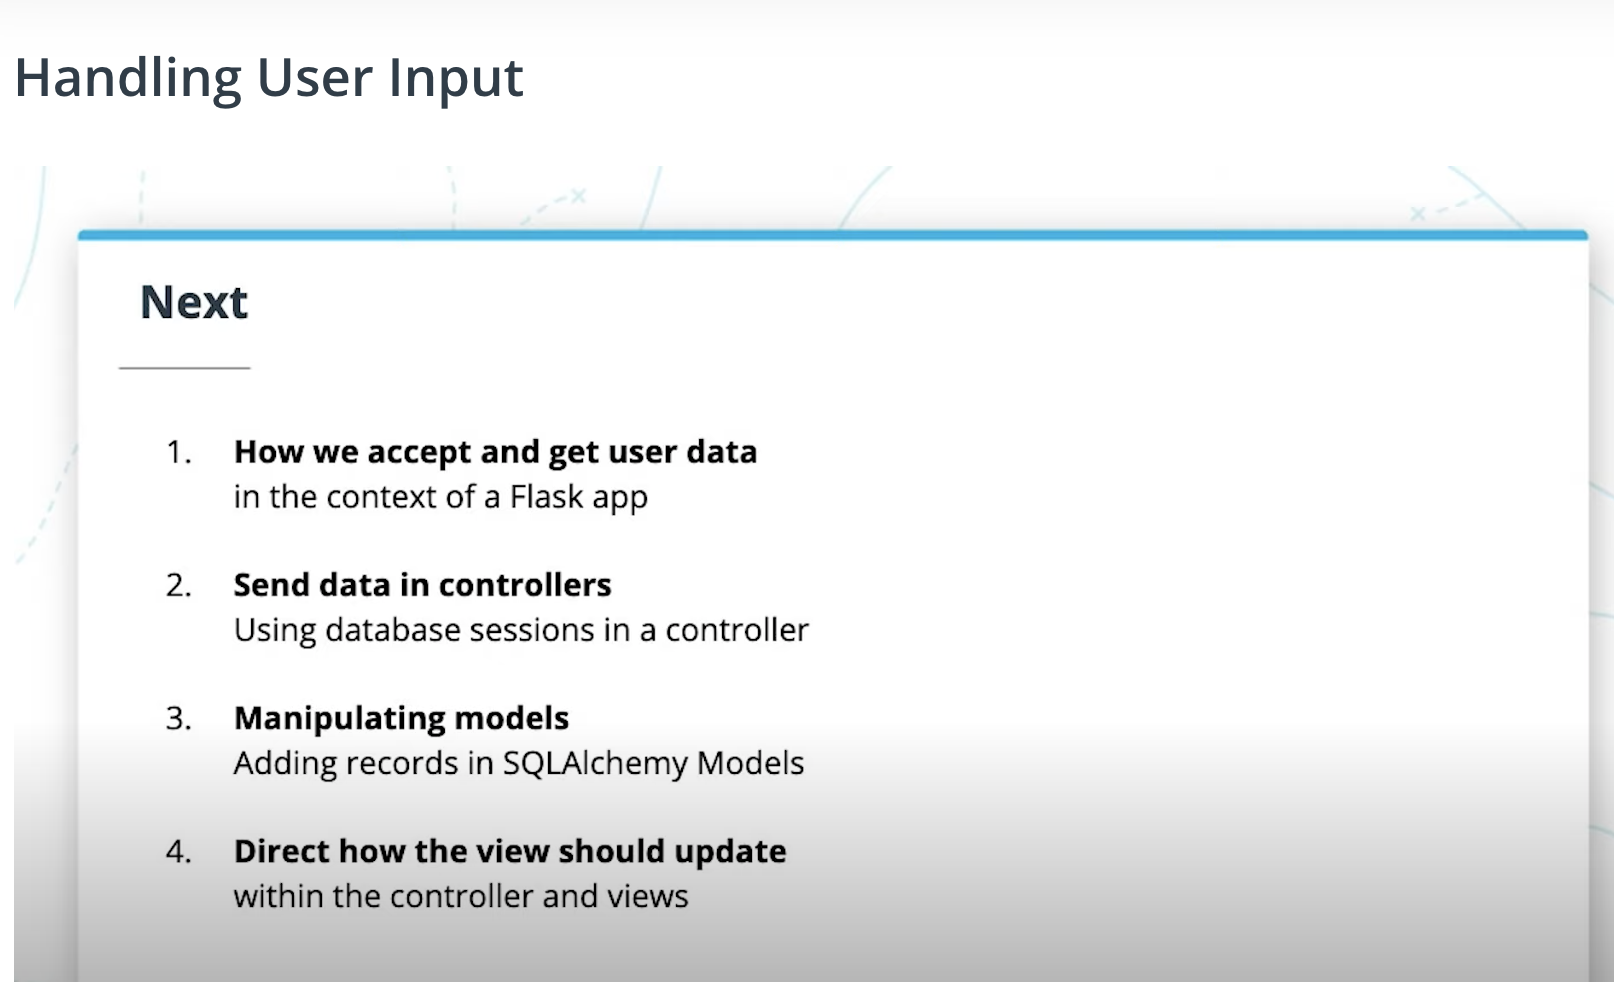 Handling User Input
Next
1. How we accept and get user data
in the context of a Flask app
2. Send data in controllers
Using database sessions in a controller
3. Manipulating models
Adding records in SQLAlchemy Models
4. Direct how the view should update
within the controller and views